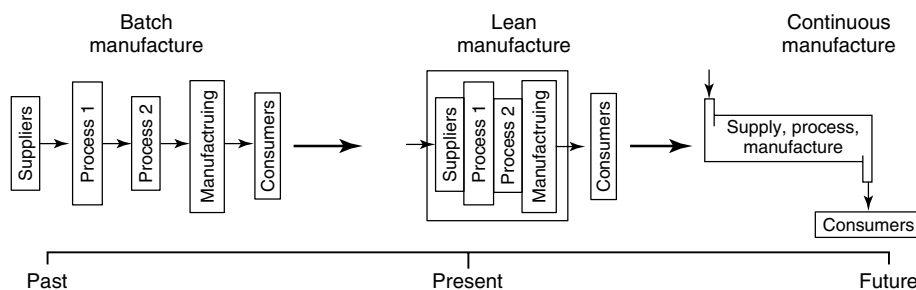 Batch
manufacture
Suppliers
Process 1
Process 2
Manufactruing
Consumers
Lean
manufacture
Suppliers
Process 1
Process 2
Manufactruing
Consumers
Continuous
manufacture
Supply, process,
manufacture
Consumers
Past
Present
Future